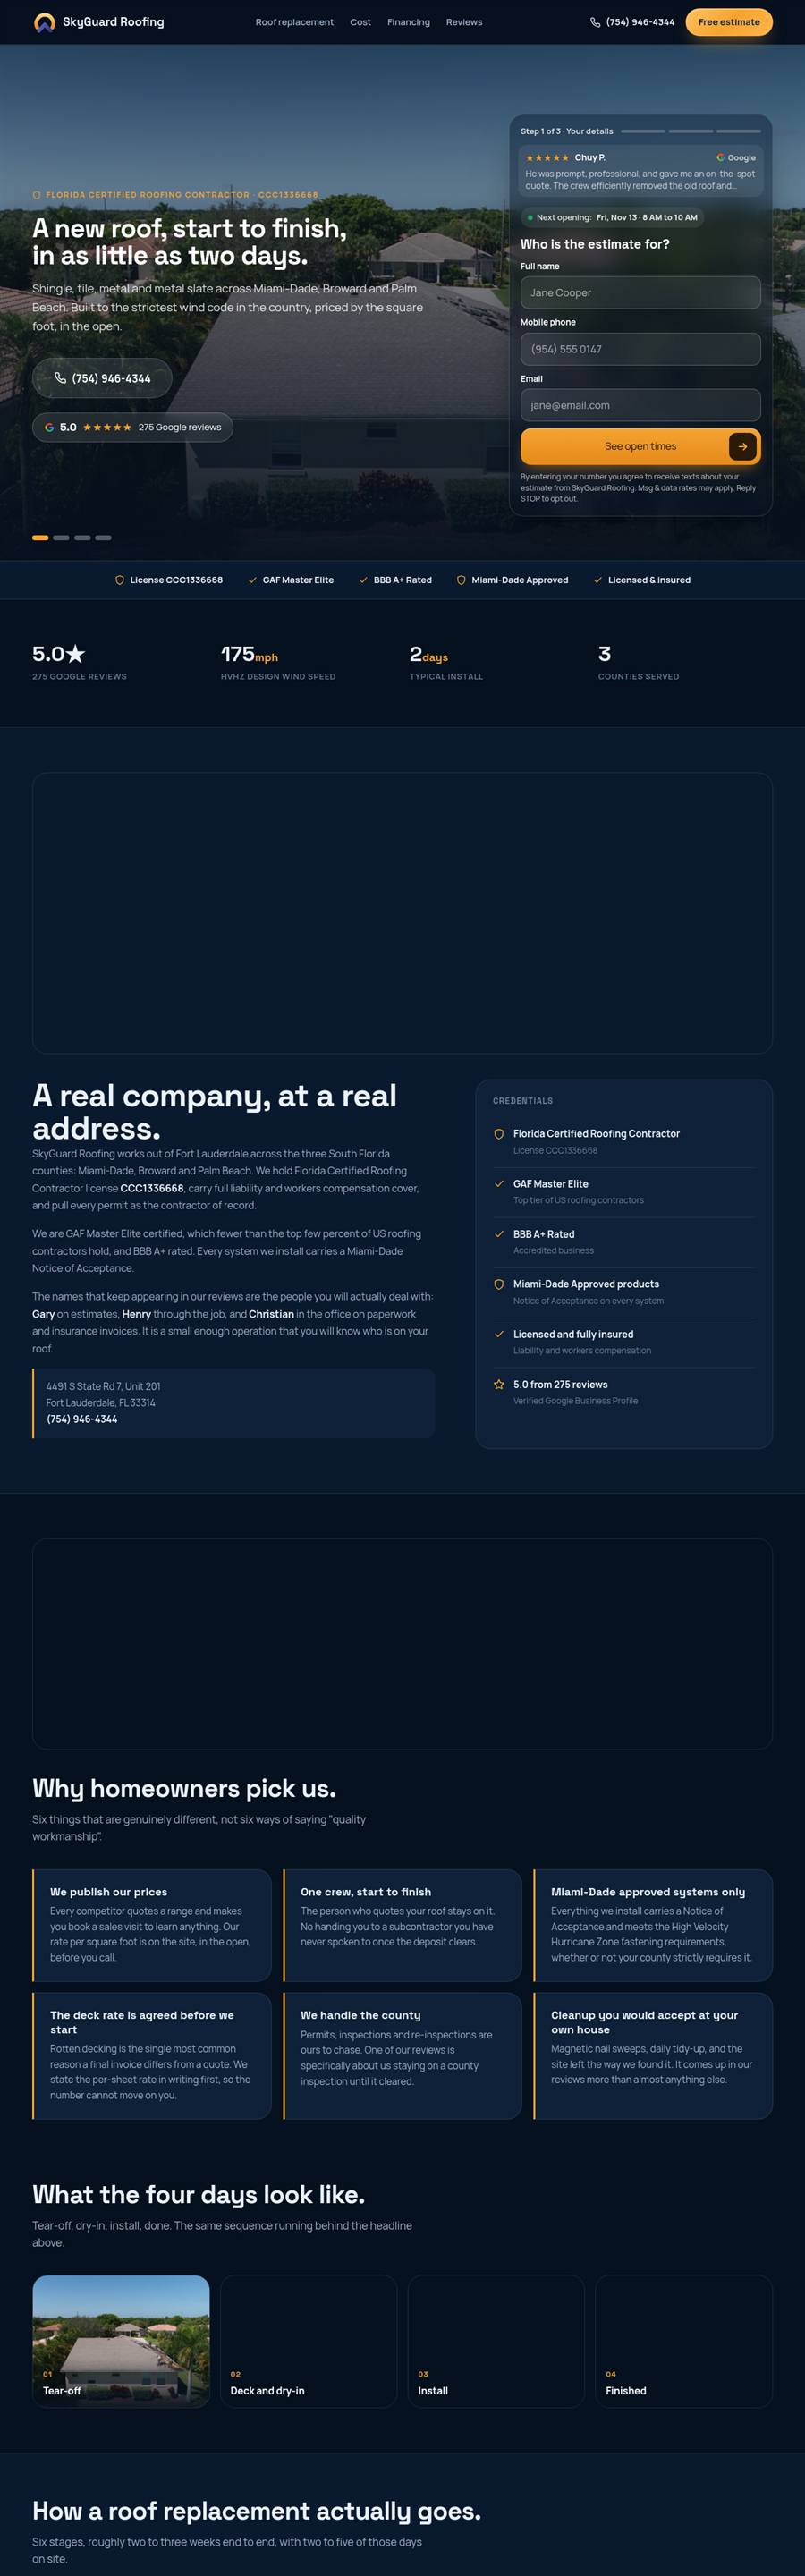 SkyGuard Roofing
Roof replacement Cost Financing Reviews
(754) 946-4344
Free estimate
FLORIDA CERTIFIED ROOFING CONTRACTOR · CCC1336668
A new roof, start to finish,
in as little as two days.
Shingle, tile, metal and metal slate across Miami-Dade, Broward and Palm
Beach. Built to the strictest wind code in the country, priced by the square
foot, in the open.
(754) 946-4344
5.0 ★★★★★ 275 Google reviews
Step 1 of 3 · Your details
★★★★★ Chuy P. Google
He was prompt, professional, and gave me an on-the-spot
quote. The crew efficiently removed the old roof and...
Next opening: Fri, Nov 13 · 8 AM to 10 AM
Who is the estimate for?
Full name
Jane Cooper
Mobile phone
(954) 555 0147
Email
jane@email.com
See open times
By entering your number you agree to receive texts about your
estimate from SkyGuard Roofing. Msg & data rates may apply. Reply
STOP to opt out.
License CCC1336668 GAF Master Elite BBB A+ Rated Miami-Dade Approved Licensed & insured
5.0★
275 GOOGLE REVIEWS
175mph
HVHZ DESIGN WIND SPEED
2days
TYPICAL INSTALL
3
COUNTIES SERVED
A real company, at a real
address.
SkyGuard Roofing works out of Fort Lauderdale across the three South Florida
counties: Miami-Dade, Broward and Palm Beach. We hold Florida Certified Roofing
Contractor license CCC1336668, carry full liability and workers compensation cover,
and pull every permit as the contractor of record.
We are GAF Master Elite certified, which fewer than the top few percent of US roofing
contractors hold, and BBB A+ rated. Every system we install carries a Miami-Dade
Notice of Acceptance.
The names that keep appearing in our reviews are the people you will actually deal with:
Gary on estimates, Henry through the job, and Christian in the office on paperwork
and insurance invoices. It is a small enough operation that you will know who is on your
roof.
4491 S State Rd 7, Unit 201
Fort Lauderdale, FL 33314
(754) 946-4344
CREDENTIALS
Florida Certified Roofing Contractor
License CCC1336668
GAF Master Elite
Top tier of US roofing contractors
BBB A+ Rated
Accredited business
Miami-Dade Approved products
Notice of Acceptance on every system
Licensed and fully insured
Liability and workers compensation
5.0 from 275 reviews
Verified Google Business Profile
Why homeowners pick us.
Six things that are genuinely different, not six ways of saying "quality
workmanship".
We publish our prices
Every competitor quotes a range and makes
you book a sales visit to learn anything. Our
rate per square foot is on the site, in the open,
before you call.
One crew, start to finish
The person who quotes your roof stays on it.
No handing you to a subcontractor you have
never spoken to once the deposit clears.
Miami-Dade approved systems only
Everything we install carries a Notice of
Acceptance and meets the High Velocity
Hurricane Zone fastening requirements,
whether or not your county strictly requires it.
The deck rate is agreed before we
start
Rotten decking is the single most common
reason a final invoice differs from a quote. We
state the per-sheet rate in writing first, so the
number cannot move on you.
We handle the county
Permits, inspections and re-inspections are
ours to chase. One of our reviews is
specifically about us staying on a county
inspection until it cleared.
Cleanup you would accept at your
own house
Magnetic nail sweeps, daily tidy-up, and the
site left the way we found it. It comes up in our
reviews more than almost anything else.
What the four days look like.
Tear-off, dry-in, install, done. The same sequence running behind the headline
above.
01
Tear-off
02
Deck and dry-in
03
Install
04
Finished
How a roof replacement actually goes.
Six stages, roughly two to three weeks end to end, with two to five of those days
on site.